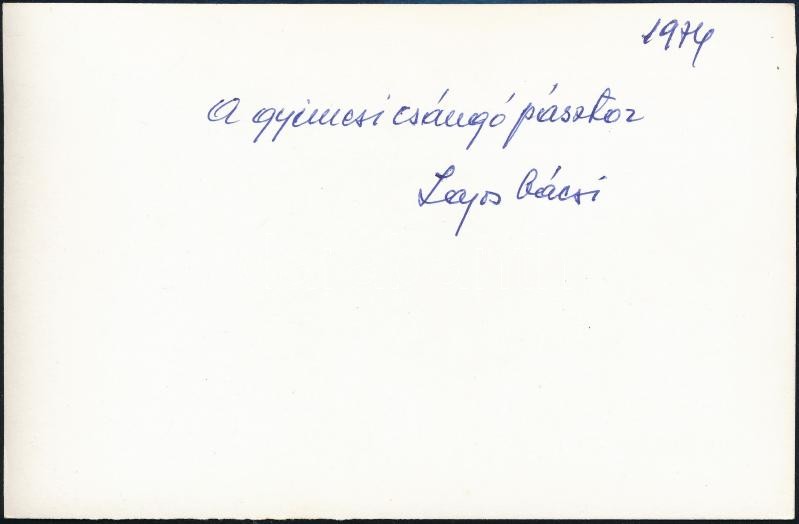 1974
A gyimesi csángó pásztor
Lajos bácsi